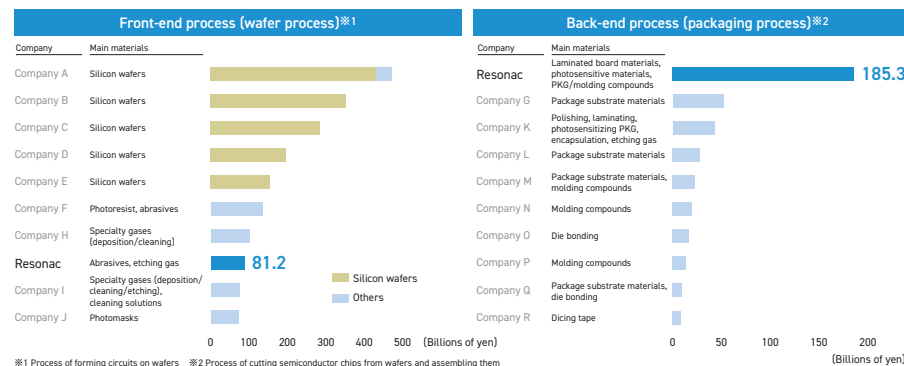 Front-end process (wafer process)※1
Company Main materials
Company A Silicon wafers
Company B Silicon wafers
Company C Silicon wafers
Company D Silicon wafers
Company E Silicon wafers
Company F Photoresist, abrasives
Company H Specialty gases
(deposition/cleaning)
Resonac Abrasives, etching gas 81.2
Company I Specialty gases (deposition/
cleaning/etching),
cleaning solutions
Company J Photomasks
Silicon wafers
Others
0 100 200 300 400 500 (Billions of yen)
Back-end process (packaging process)※2
Company Main materials
Resonac Laminated board materials,
photosensitive materials,
PKG/molding compounds
185.3
Company G Package substrate materials
Company K Polishing, laminating,
photosensitizing PKG,
encapsulation, etching gas
Company L Package substrate materials
Company M Package substrate materials,
molding compounds
Company N Molding compounds
Company O Die bonding
Company P Molding compounds
Company Q Package substrate materials,
die bonding
Company R Dicing tape
0 50 100 150 200
(Billions of yen)
※1 Process of forming circuits on wafers ※2 Process of cutting semiconductor chips from wafers and assembling them